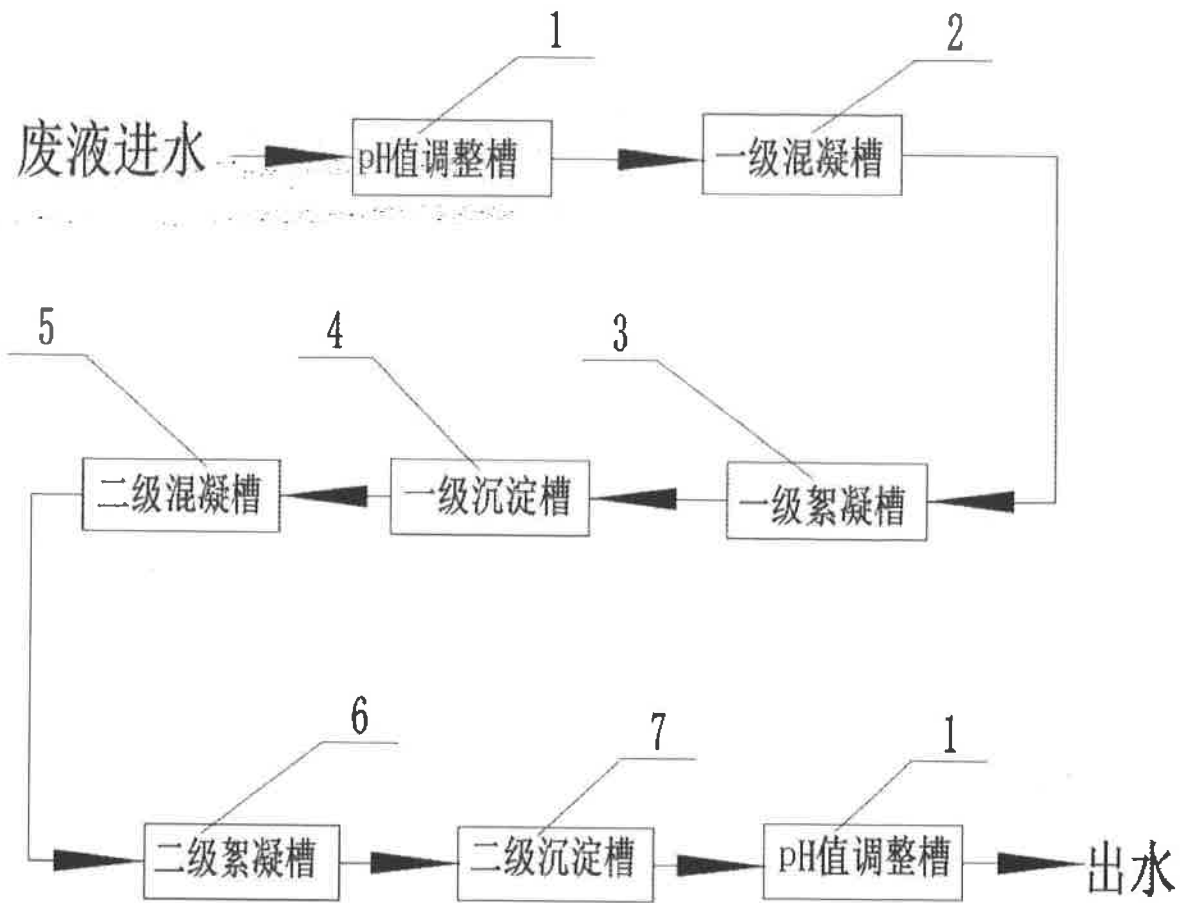 1
2
废液进水
pH值调整槽
一级混凝槽
5
4
3
二级混凝槽
一级沉淀槽
一级絮凝槽
6
7
1
二级絮凝槽
二级沉淀槽
pH值调整槽
出水